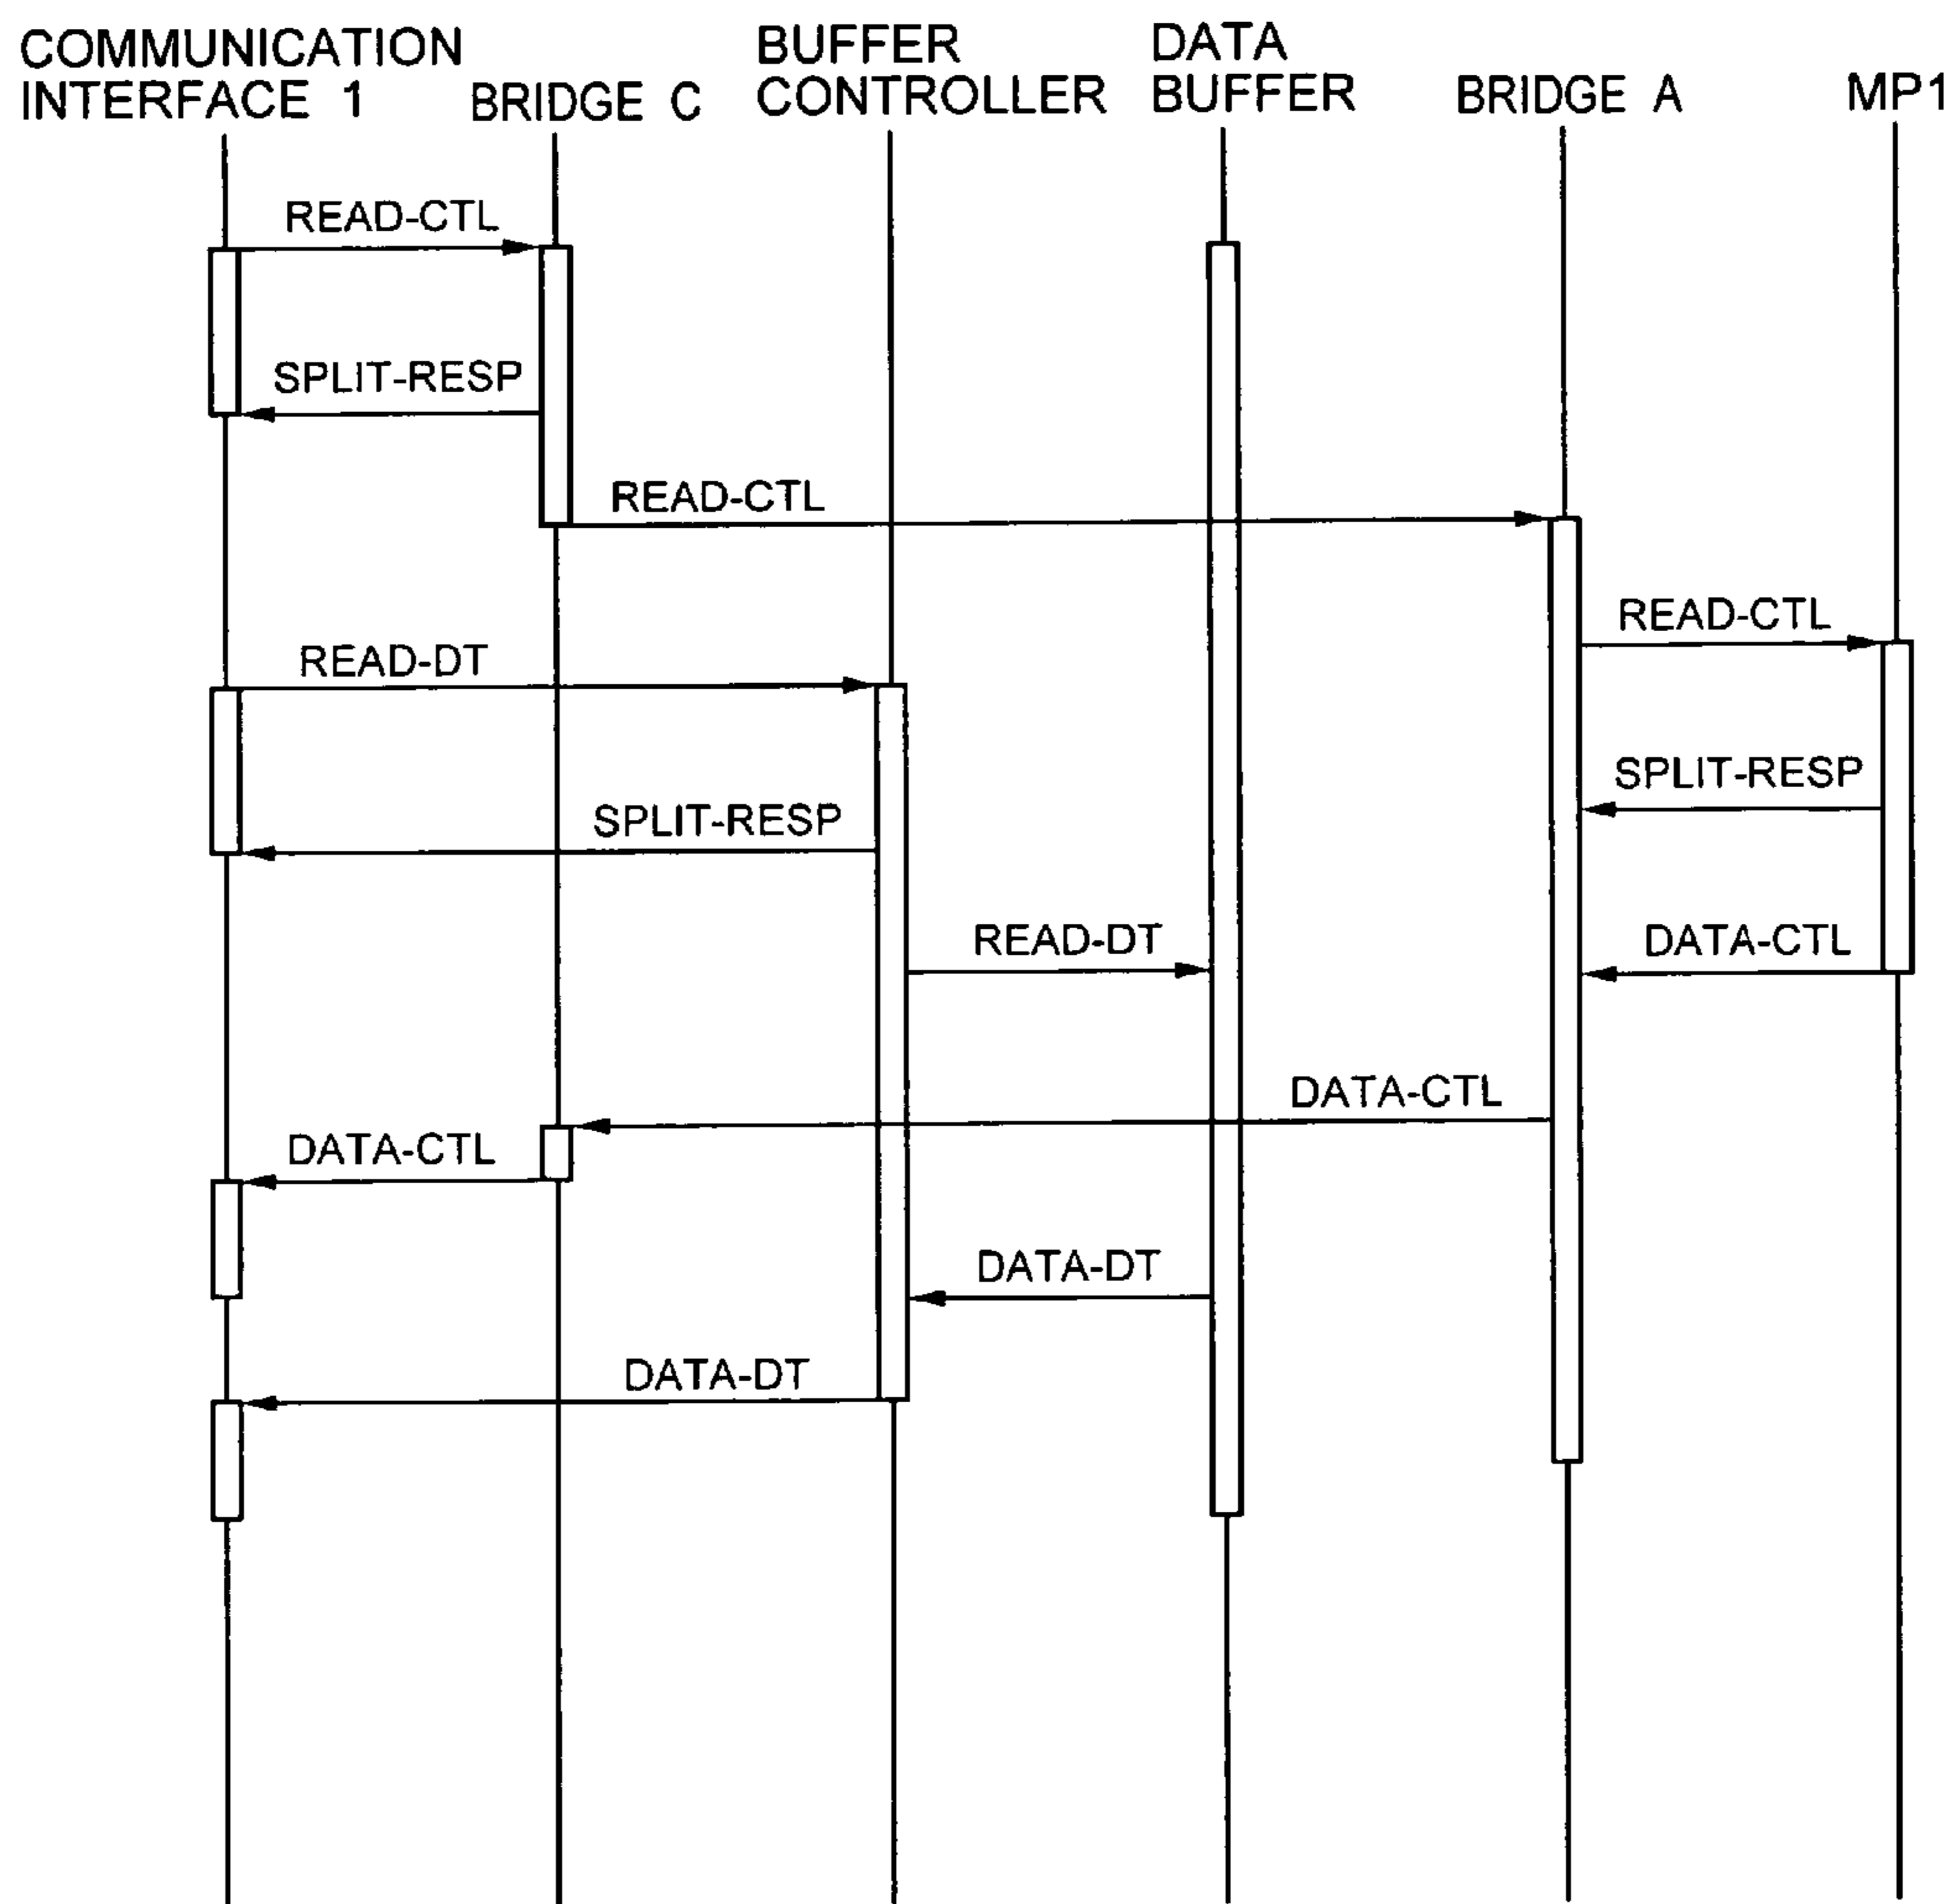 COMMUNICATION
INTERFACE 1
BRIDGE C
BUFFER
CONTROLLER
DATA
BUFFER
BRIDGE A
MP1
READ-CTL
SPLIT-RESP
READ-CTL
READ-CTL
READ-DT
SPLIT-RESP
SPLIT-RESP
READ-DT
DATA-CTL
DATA-CTL
DATA-CTL
DATA-DT
DATA-DT